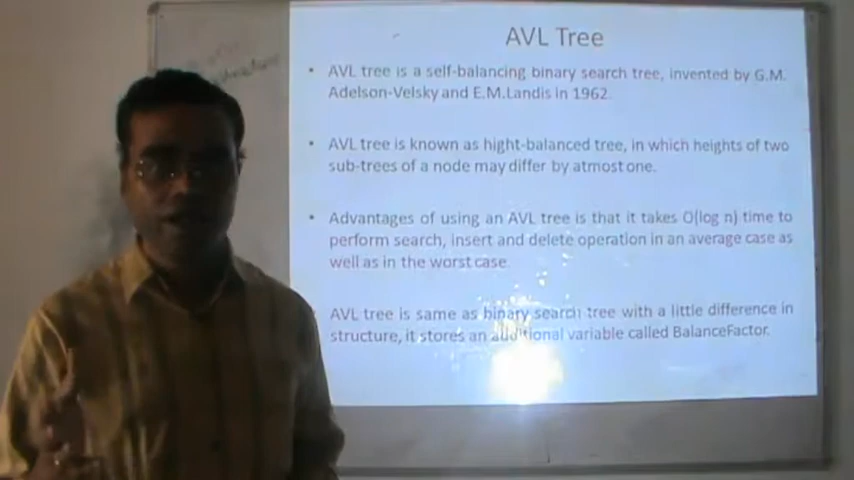 AVL Tree
• AVL tree is a self-balancing binary search tree, invented by G.M.
Adelson-Velsky and E.M.Landis in 1962.
• AVL tree is known as hight-balanced tree, in which heights of two
sub-trees of a node may differ by atmost one.
• Advantages of using an AVL tree is that it takes O(log n) time to
perform search, insert and delete operation in an average case as
well as in the worst case.
AVL tree is same as binary search tree with a little difference in
structure, it stores an additional variable called BalanceFactor.